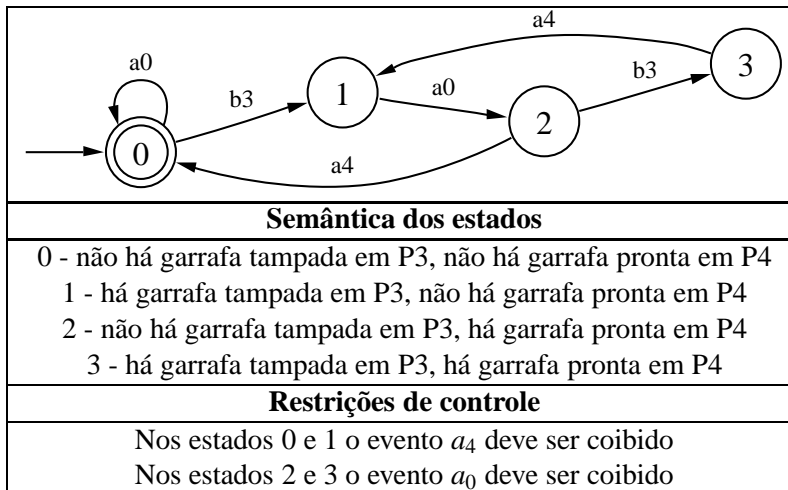 a4
a0
3
b3
1
a0
b3
2
0
a4
Semântica dos estados
0 - não há garrafa tampada em P3, não há garrafa pronta em P4
1 - há garrafa tampada em P3, não há garrafa pronta em P4
2 - não há garrafa tampada em P3, há garrafa pronta em P4
3 - há garrafa tampada em P3, há garrafa pronta em P4
Restrições de controle
Nos estados 0 e 1 o evento a4 deve ser coibido
Nos estados 2 e 3 o evento a0 deve ser coibido